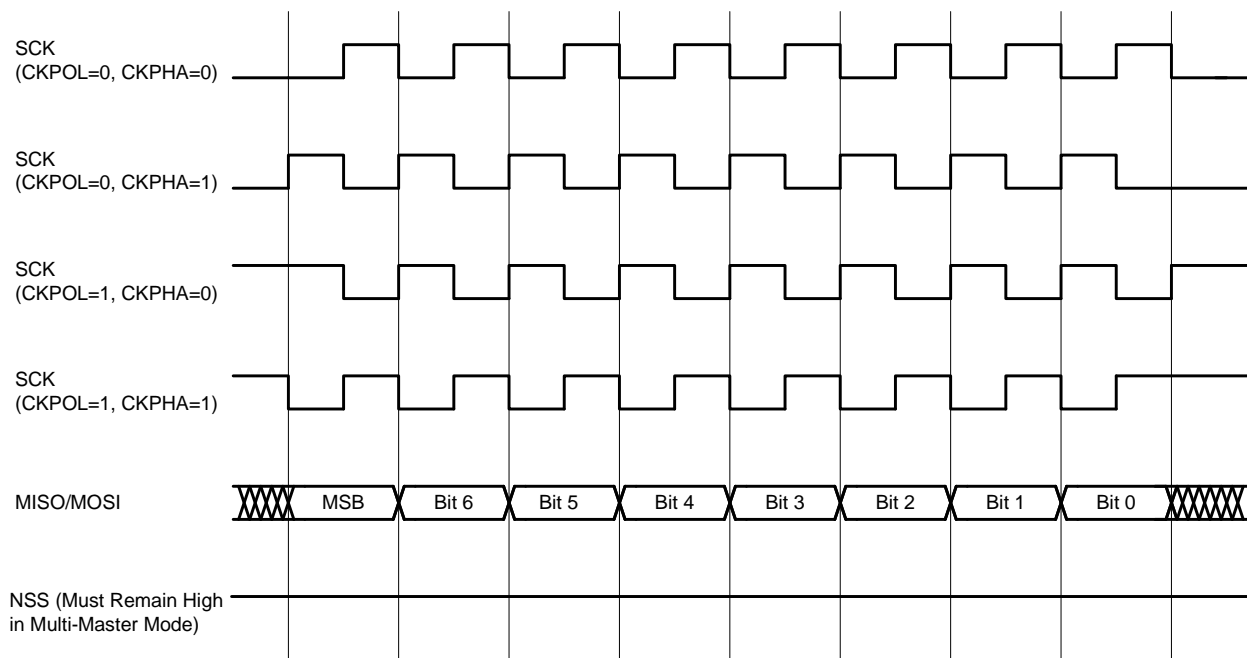 SCK
(CKPOL=0, CKPHA=0)
SCK
(CKPOL=0, CKPHA=1)
SCK
(CKPOL=1, CKPHA=0)
SCK
(CKPOL=1, CKPHA=1)
MISO/MOSI
MSB
Bit 6
Bit 5
Bit 4
Bit 3
Bit 2
Bit 1
Bit 0
NSS (Must Remain High
in Multi-Master Mode)